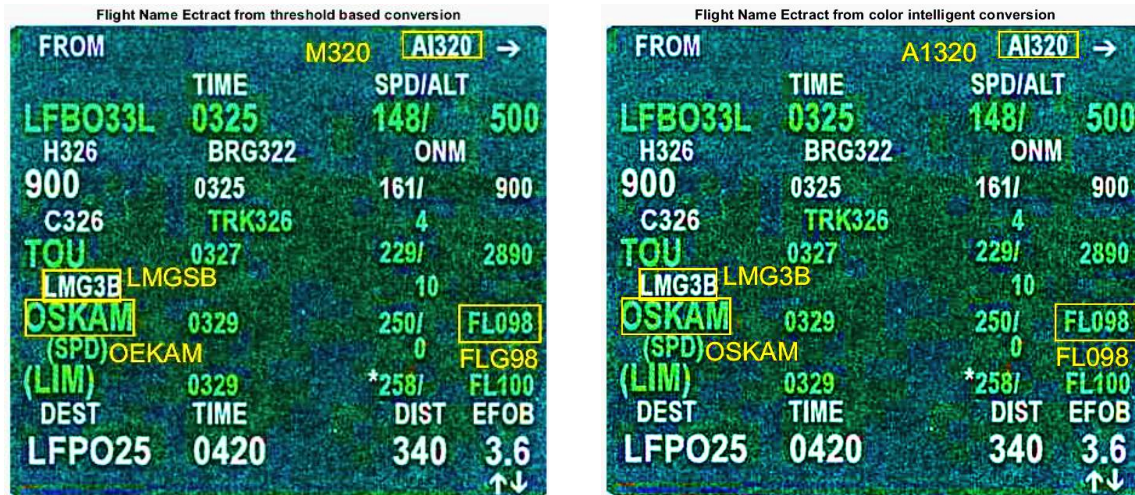 Flight Name Ectract from threshold based conversion
FROM M320 AI320 →
TIME SPD/ALT
LFBO33L 0325 148/ 500
H326 BRG322 ONM
900 0325 161/ 900
C326 TRK326 4
TOU 0327 229/ 2890
LMG3B LMGSB 10
OSKAM 0329 250/ FL098
(SPD) OEKAM 0 FLG98
(LIM) 0329 *258/ FL100
DEST TIME DIST EFOB
LFPO25 0420 340 3.6
↑↓
Flight Name Ectract from color intelligent conversion
FROM A1320 AI320 →
TIME SPD/ALT
LFBO33L 0325 148/ 500
H326 BRG322 ONM
900 0325 161/ 900
C326 TRK326 4
TOU 0327 229/ 2890
LMG3B LMG3B 10
OSKAM 0329 250/ FL098
(SPD) OSKAM 0 FL098
(LIM) 0329 *258/ FL100
DEST TIME DIST EFOB
LFPO25 0420 340 3.6
↑↓